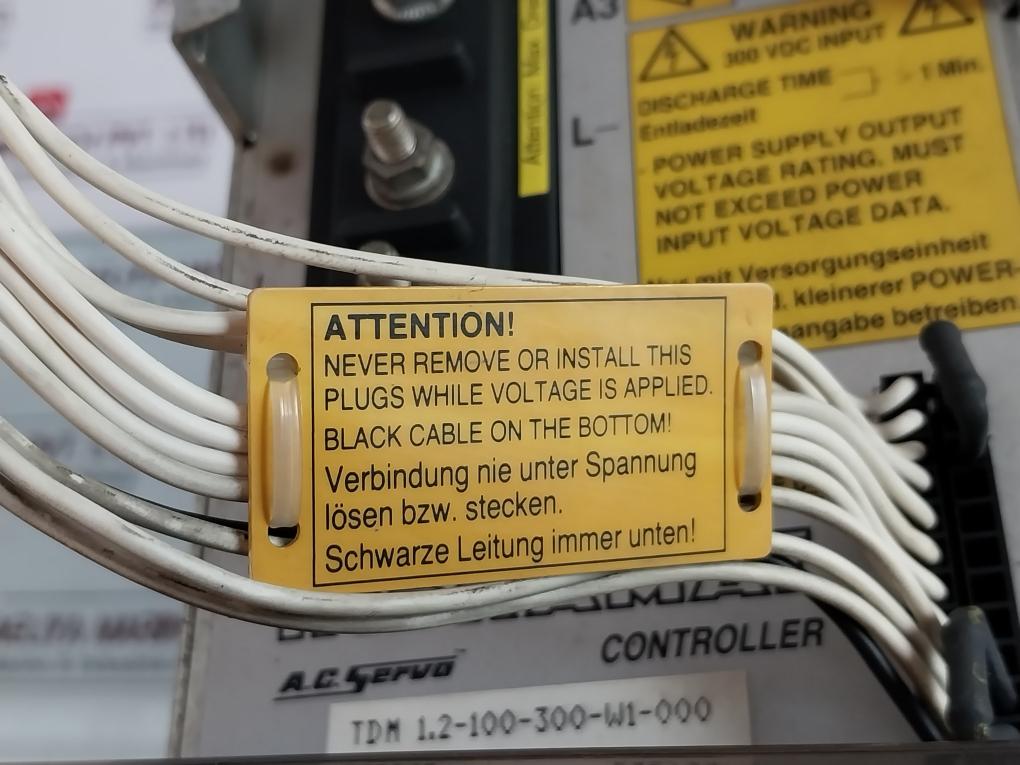 A3
L-
Attention Max
WARNING
300 VDC INPUT
DISCHARGE TIME > 1 Min.
Entladezeit
POWER SUPPLY OUTPUT
VOLTAGE RATING. MUST
NOT EXCEED POWER
INPUT VOLTAGE DATA.
mit Versorgungseinheit
kleinerer POWER-
angabe betreiben.
ATTENTION!
NEVER REMOVE OR INSTALL THIS
PLUGS WHILE VOLTAGE IS APPLIED.
BLACK CABLE ON THE BOTTOM!
Verbindung nie unter Spannung
lösen bzw. stecken.
Schwarze Leitung immer unten!
CONTROLLER
A.C. Servo
TDM 1.2-100-300-W1-000